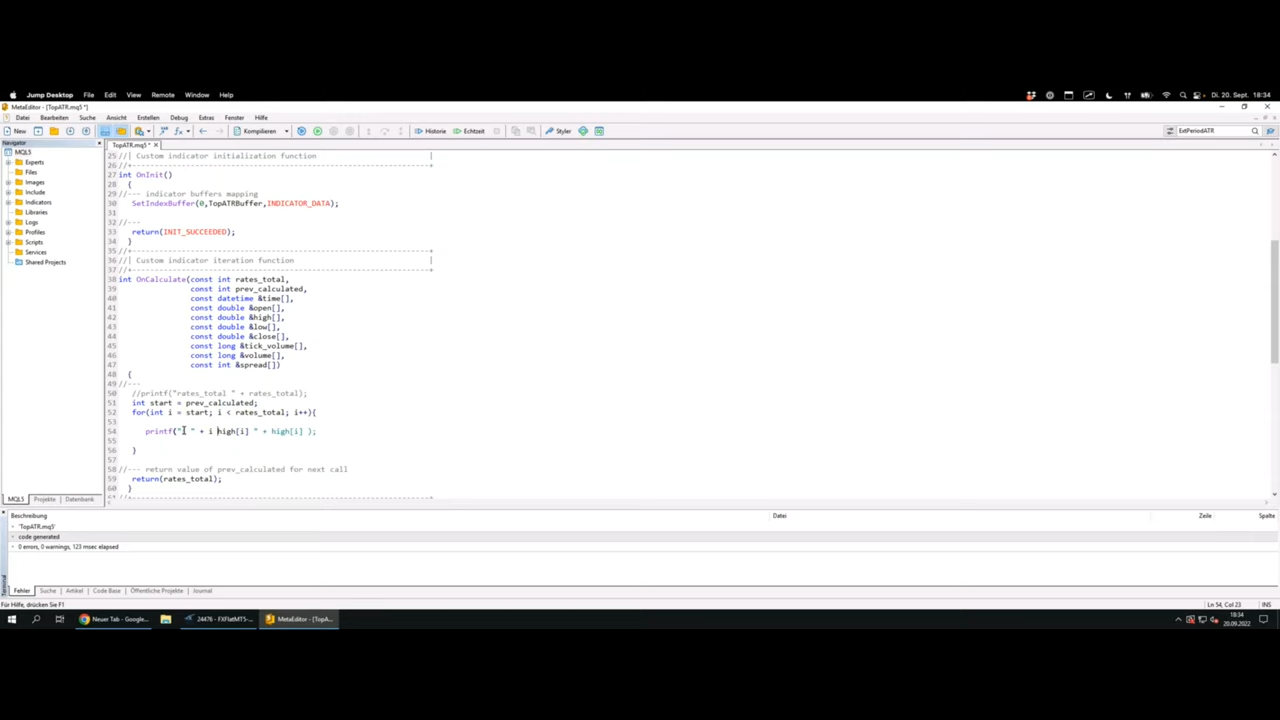 Jump Desktop File Edit View Remote Window Help Di. 20. Sept. 18:34
MetaEditor - [TopATR.mq5 *]
Datei Bearbeiten Suche Ansicht Erstellen Debug Extras Fenster Hilfe
New Kompilieren Historie Echtzeit Styler ExtPeriodATR
Navigator
MQL5
Experts
Files
Images
Include
Indicators
Libraries
Logs
Profiles
Scripts
Services
Shared Projects
MQL5 Projekte Datenbank
TopATR.mq5 *
25 //| Custom indicator initialization function |
26 //+------------------------------------------------------------------+
27 int OnInit()
28 {
29 //--- indicator buffers mapping
30 SetIndexBuffer(0,TopATRBuffer,INDICATOR_DATA);
31
32 //---
33 return(INIT_SUCCEEDED);
34 }
35 //+------------------------------------------------------------------+
36 //| Custom indicator iteration function |
37 //+------------------------------------------------------------------+
38 int OnCalculate(const int rates_total,
39 const int prev_calculated,
40 const datetime &time[],
41 const double &open[],
42 const double &high[],
43 const double &low[],
44 const double &close[],
45 const long &tick_volume[],
46 const long &volume[],
47 const int &spread[])
48 {
49 //---
50 //printf("rates_total " + rates_total);
51 int start = prev_calculated;
52 for(int i = start; i < rates_total; i++){
53
54 printf(" " + i high[i] " + high[i] );
55
56 }
57
58 //--- return value of prev_calculated for next call
59 return(rates_total);
60 }
61 //+------------------------------------------------------------------+
Beschreibung Datei Zeile Spalte
'TopATR.mq5'
code generated
0 errors, 0 warnings, 123 msec elapsed
Terminal
Fehler Suche Artikel Code Base Öffentliche Projekte Journal
Für Hilfe, drücken Sie F1 Ln 54, Col 23 INS
Neuer Tab - Google... 24476 - FXFlatMT5-... MetaEditor - [TopA... 18:34
20.09.2022